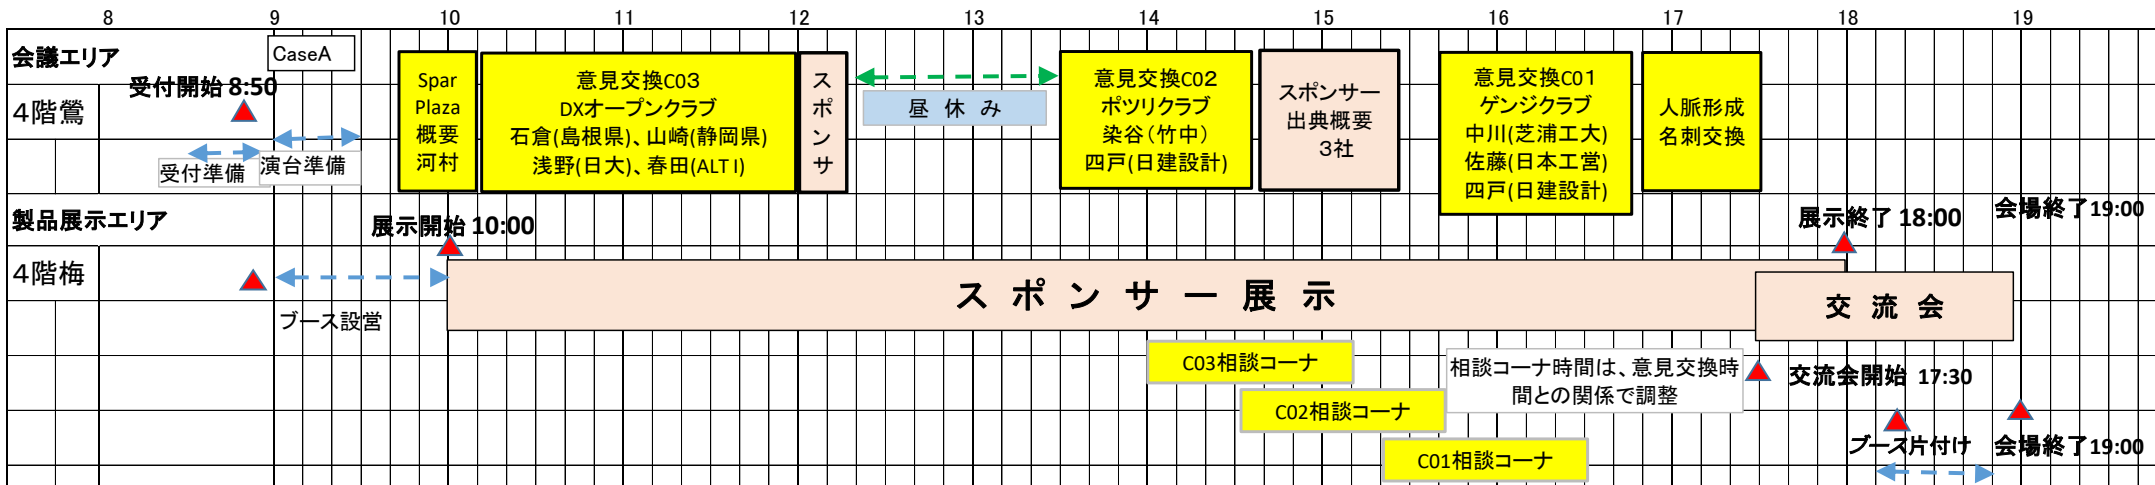 8 9 10 11 12 13 14 15 16 17 18 19
会議エリア
CaseA
受付開始 8:50
4階鶯
受付準備
演台準備
Spar
Plaza
概要
河村
意見交換C03
DXオープンクラブ
石倉(島根県)、山崎(静岡県)
浅野(日大)、春田(ALTI)
スポンサ
昼休み
意見交換C02
ポツリクラブ
染谷(竹中)
四戸(日建設計)
スポンサー
出典概要
3社
意見交換C01
ゲンジクラブ
中川(芝浦工大)
佐藤(日本工営)
四戸(日建設計)
人脈形成
名刺交換
製品展示エリア
展示開始 10:00
展示終了 18:00
会場終了19:00
4階梅
ブース設営
スポンサー展示
交流会
C03相談コーナ
C02相談コーナ
C01相談コーナ
相談コーナ時間は、意見交換時
間との関係で調整
交流会開始 17:30
ブース片付け
会場終了19:00